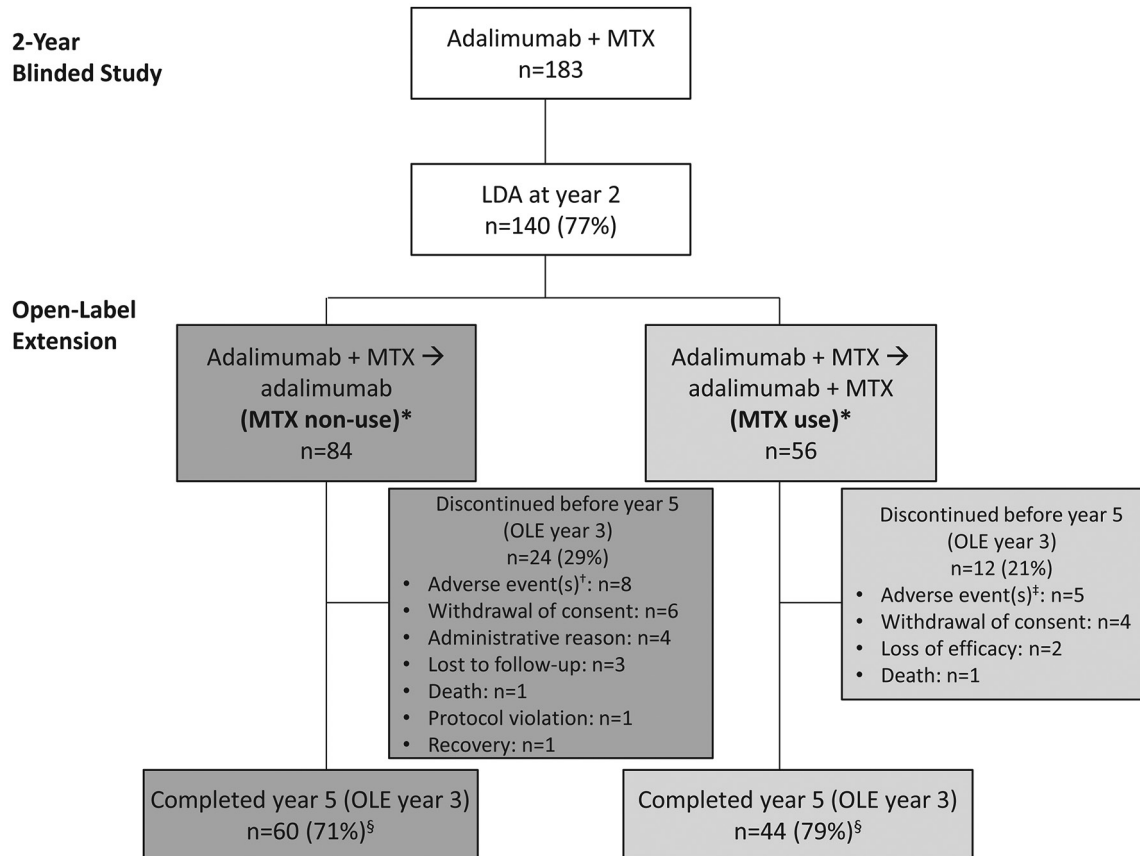 2-Year
Blinded Study
Adalimumab + MTX
n=183
LDA at year 2
n=140 (77%)
Open-Label
Extension
Adalimumab + MTX →
adalimumab
(MTX non-use)*
n=84
Adalimumab + MTX →
adalimumab + MTX
(MTX use)*
n=56
Discontinued before year 5
(OLE year 3)
n=24 (29%)
• Adverse event(s)†: n=8
• Withdrawal of consent: n=6
• Administrative reason: n=4
• Lost to follow-up: n=3
• Death: n=1
• Protocol violation: n=1
• Recovery: n=1
Discontinued before year 5
(OLE year 3)
n=12 (21%)
• Adverse event(s)‡: n=5
• Withdrawal of consent: n=4
• Loss of efficacy: n=2
• Death: n=1
Completed year 5 (OLE year 3)
n=60 (71%)§
Completed year 5 (OLE year 3)
n=44 (79%)§